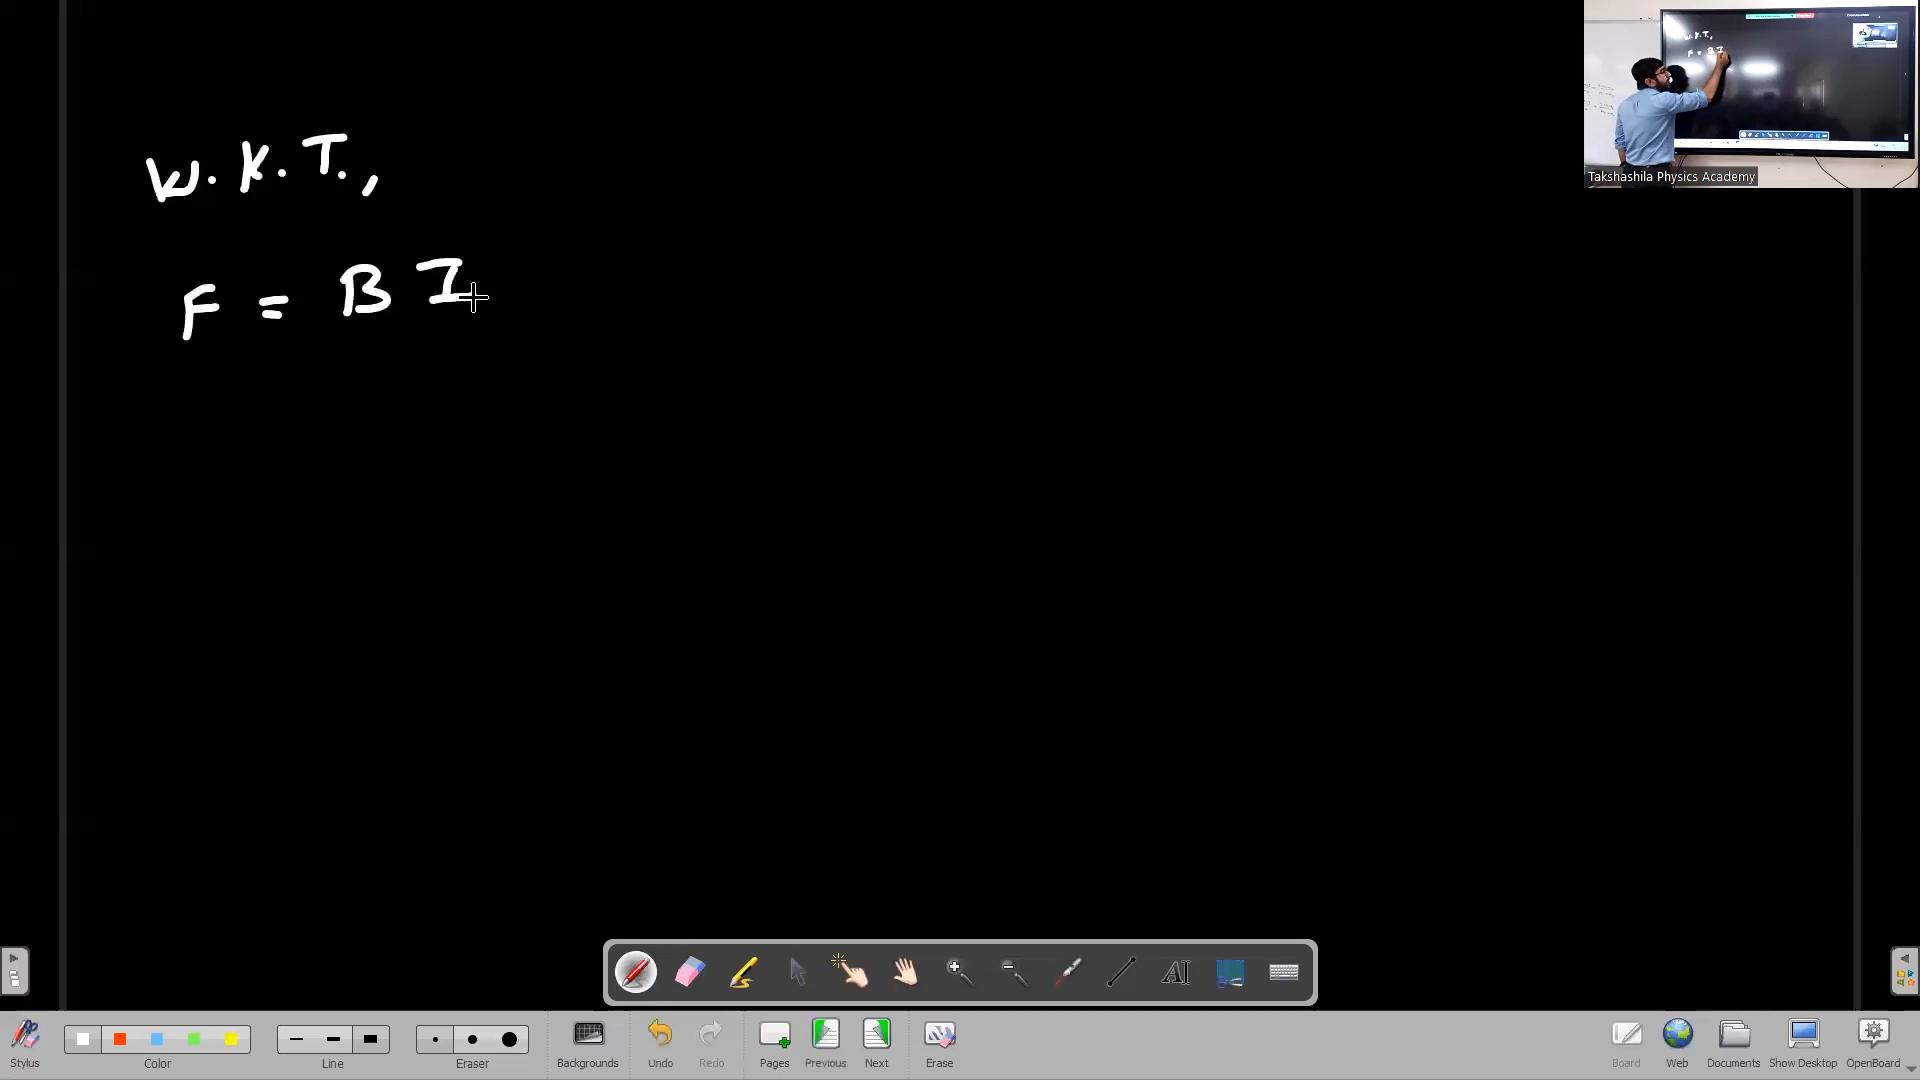 W.K.T.,
F = B I
Takshashila Physics Academy
Stylus
Color
Line
Eraser
Backgrounds
Undo
Redo
Pages
Previous
Next
Erase
Board
Web
Documents
Show Desktop
OpenBoard